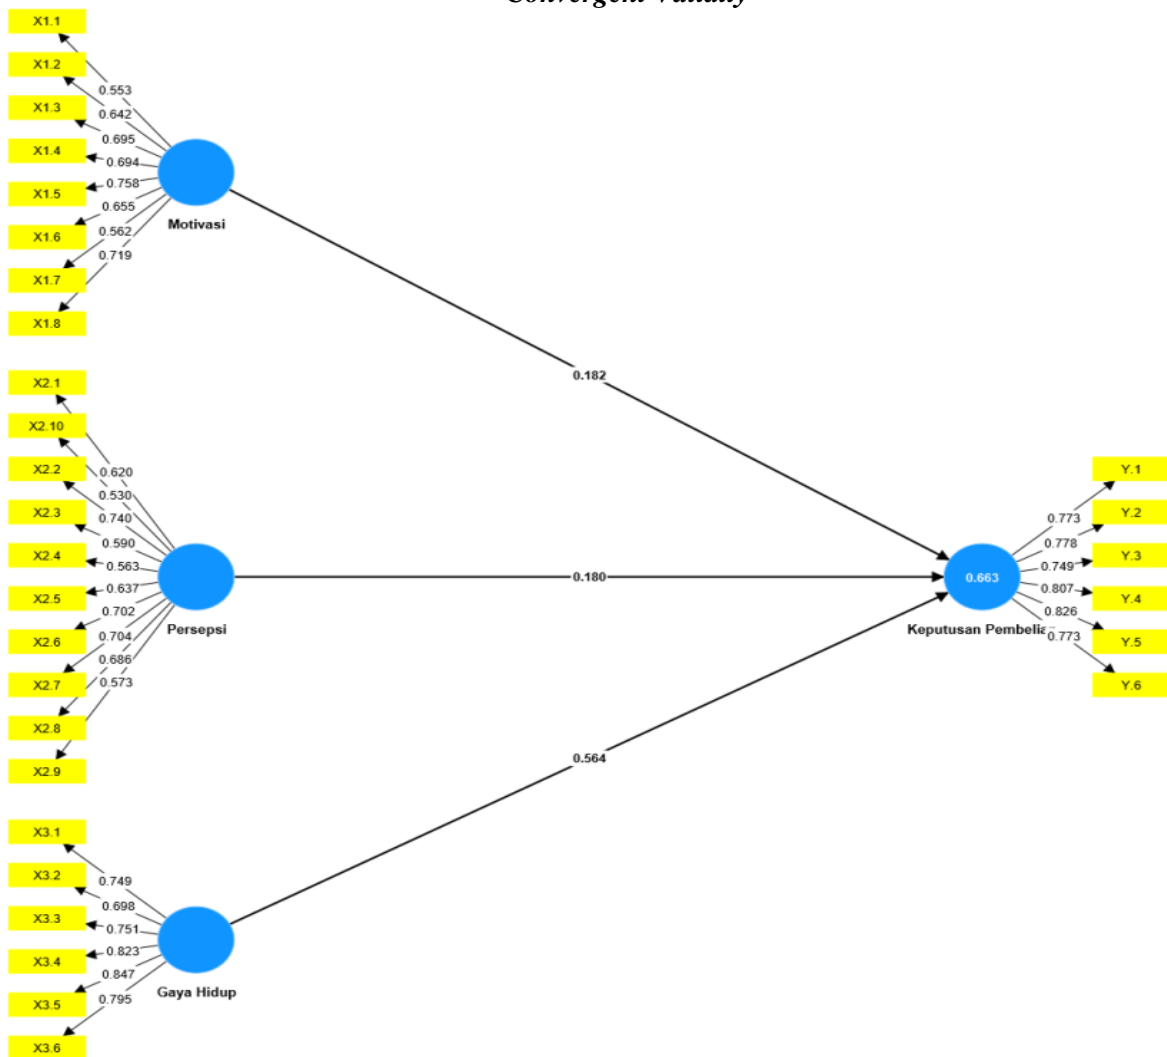 Convergent Validity
X1.1
X1.2
X1.3
X1.4
X1.5
X1.6
X1.7
X1.8
0.553
0.642
0.695
0.694
0.758
0.655
0.562
0.719
Motivasi
0.182
X2.1
X2.10
X2.2
X2.3
X2.4
X2.5
X2.6
X2.7
X2.8
X2.9
0.620
0.530
0.740
0.590
0.563
0.637
0.702
0.704
0.686
0.573
Persepsi
0.180
0.663
Keputusan Pembelia
0.773
0.778
0.749
0.807
0.826
0.773
Y.1
Y.2
Y.3
Y.4
Y.5
Y.6
0.564
X3.1
X3.2
X3.3
X3.4
X3.5
X3.6
0.749
0.698
0.751
0.823
0.847
0.795
Gaya Hidup